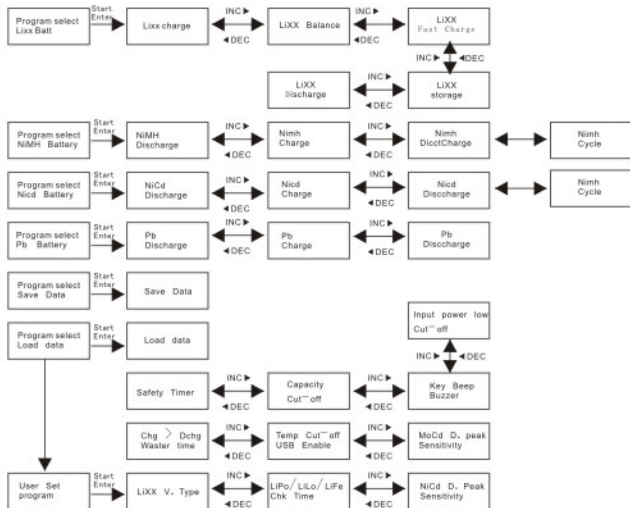 Program select
Lixx Batt
Start
Enter
Lixx charge
INC ►
◄ DEC
LiXX Balance
INC ►
◄ DEC
LiXX
Fast Charge
INC ►
◄ DEC
LiXX
Discharge
INC ►
◄ DEC
LiXX
storage
Program select
NiMH Battery
Start
Enter
NiMH
Discharge
INC ►
◄ DEC
Nimh
Charge
INC ►
◄ DEC
Nimh
DicctCharge
Nimh
Cycle
Program select
Nicd Battery
Start
Enter
NiCd
Discharge
INC ►
◄ DEC
Nicd
Charge
INC ►
◄ DEC
Nicd
Disccharge
Nimh
Cycle
Program select
Pb Battery
Start
Enter
Pb
Discharge
INC ►
◄ DEC
Pb
Charge
INC ►
◄ DEC
Pb
Disccharge
Program select
Save Data
Start
Enter
Save Data
Program select
Load data
Start
Enter
Load data
Input power low
Cut—off
INC ►
◄ DEC
Safety Timer
INC ►
◄ DEC
Capacity
Cut—off
INC ►
◄ DEC
Key Beep
Buzzer
Chg > Dchg
Waster time
INC ►
◄ DEC
Temp Cut—off
USB Enable
INC ►
◄ DEC
MoCd D. peak
Sensitivity
User Set
program
Start
Enter
LiXX V. Type
INC ►
◄ DEC
LiPo/LiLo/LiFe
Chk Time
INC ►
◄ DEC
NiCd D. Peak
Sensitivity